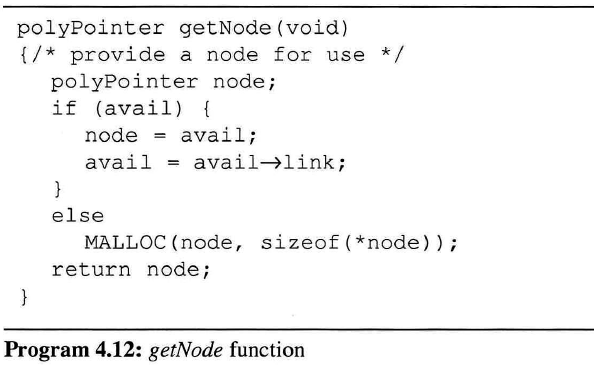 polyPointer getNode(void)
{/* provide a node for use */
polyPointer node;
if (avail) {
node = avail;
avail = avail→link;
}
else
MALLOC(node, sizeof(*node));
return node;
}
Program 4.12: getNode function